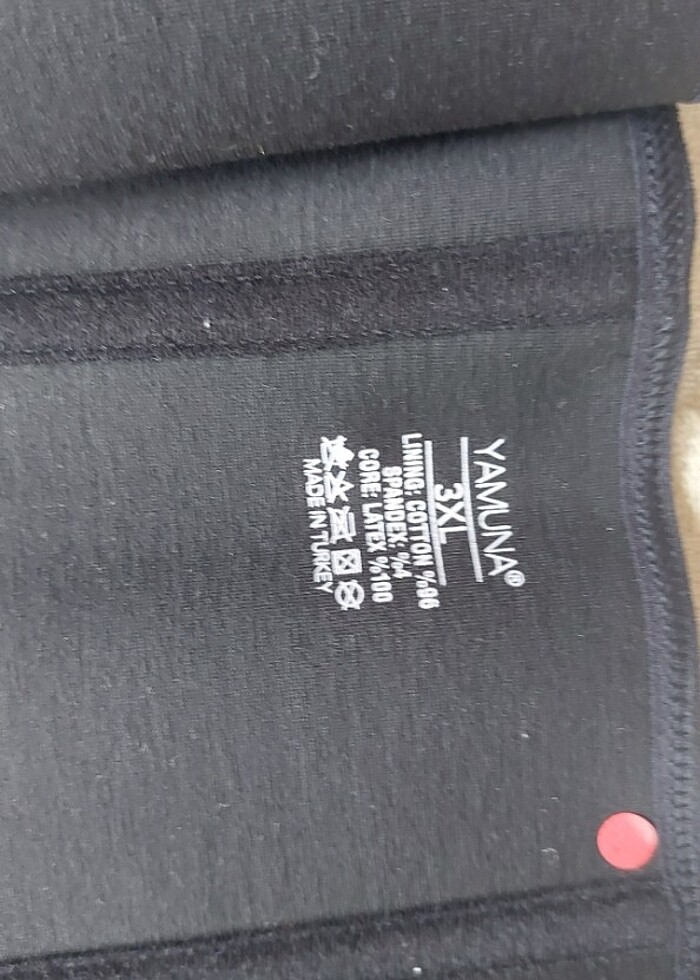 YAMUNA®
3XL
LINING: COTTON %96
SPANDEX: %4
CORE: LATEX %100
MADE IN TURKEY